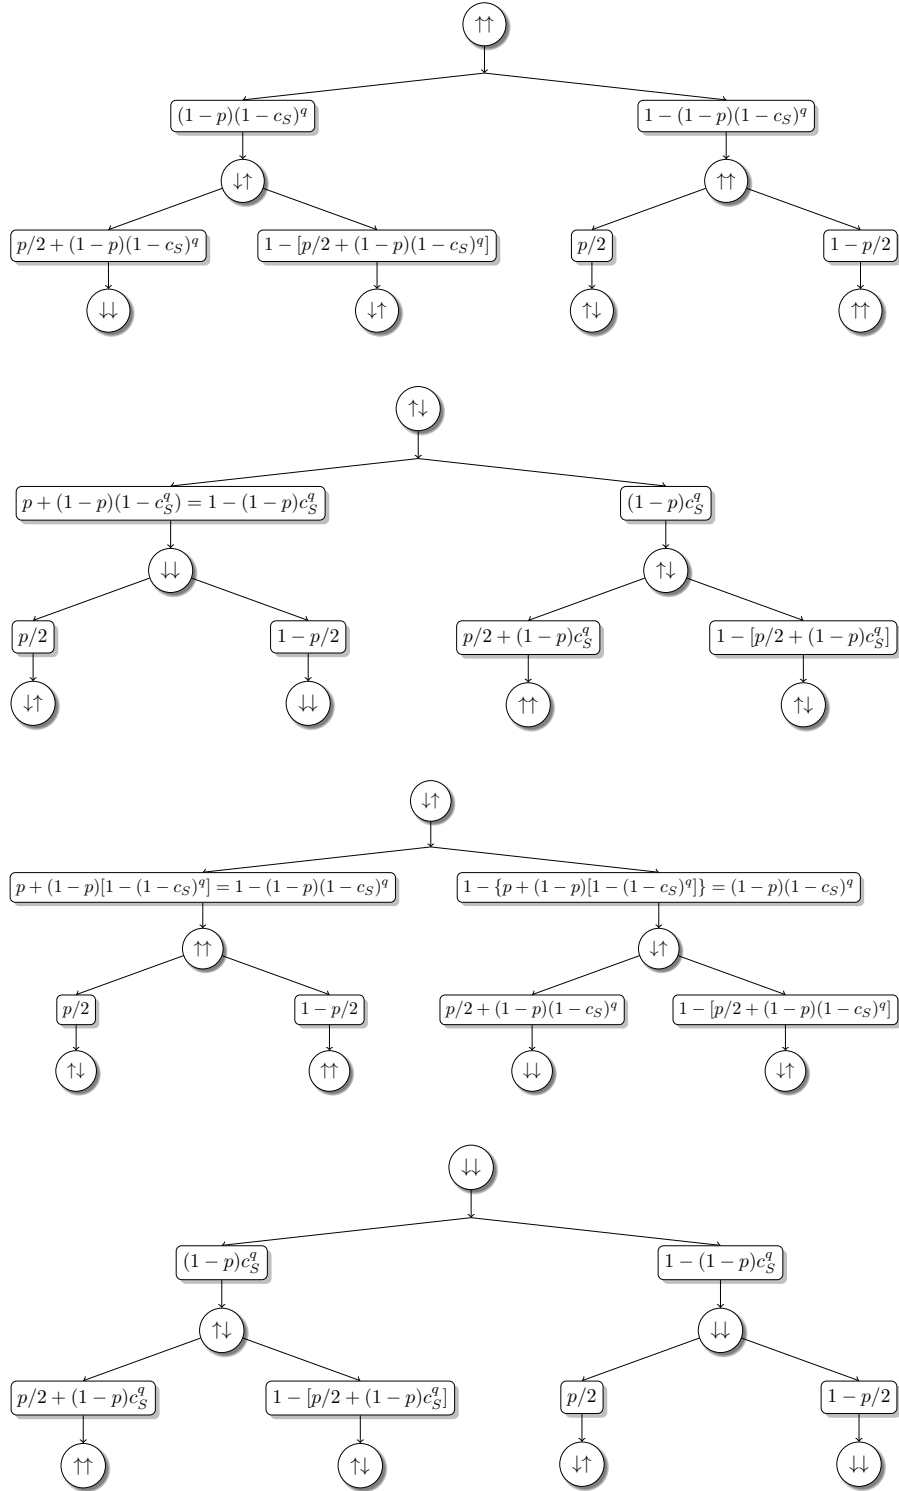 ↑↑
(1 − p)(1 − c_S)^q 1 − (1 − p)(1 − c_S)^q
↓↑ ↑↑
p/2 + (1 − p)(1 − c_S)^q 1 − [p/2 + (1 − p)(1 − c_S)^q] p/2 1 − p/2
↓↓ ↓↑ ↑↓ ↑↑
↑↓
p + (1 − p)(1 − c_S^q) = 1 − (1 − p)c_S^q (1 − p)c_S^q
↓↓ ↑↓
p/2 1 − p/2 p/2 + (1 − p)c_S^q 1 − [p/2 + (1 − p)c_S^q]
↓↑ ↓↓ ↑↑ ↑↓
↓↑
p + (1 − p)[1 − (1 − c_S)^q] = 1 − (1 − p)(1 − c_S)^q 1 − {p + (1 − p)[1 − (1 − c_S)^q]} = (1 − p)(1 − c_S)^q
↑↑ ↓↑
p/2 1 − p/2 p/2 + (1 − p)(1 − c_S)^q 1 − [p/2 + (1 − p)(1 − c_S)^q]
↑↓ ↑↑ ↓↓ ↓↑
↓↓
(1 − p)c_S^q 1 − (1 − p)c_S^q
↑↓ ↓↓
p/2 + (1 − p)c_S^q 1 − [p/2 + (1 − p)c_S^q] p/2 1 − p/2
↑↑ ↑↓ ↓↑ ↓↓